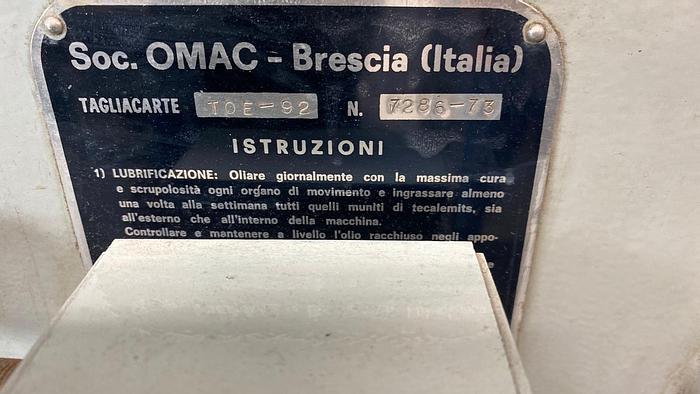 Soc. OMAC - Brescia (Italia)
TAGLIACARTE TOE-92 N. 7286-73
ISTRUZIONI
1) LUBRIFICAZIONE: Oliare giornalmente con la massima cura
e scrupolosità ogni organo di movimento e ingrassare almeno
una volta alla settimana tutti quelli muniti di tecalemits, sia
all'esterno che all'interno della macchina.
Controllare e mantenere a livello l'olio racchiuso negli appo-